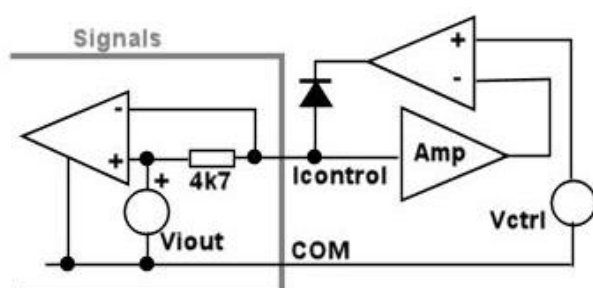 Signals
+
-
-
Amp
+
4k7
Icontrol
+
Viout
Vctrl
COM